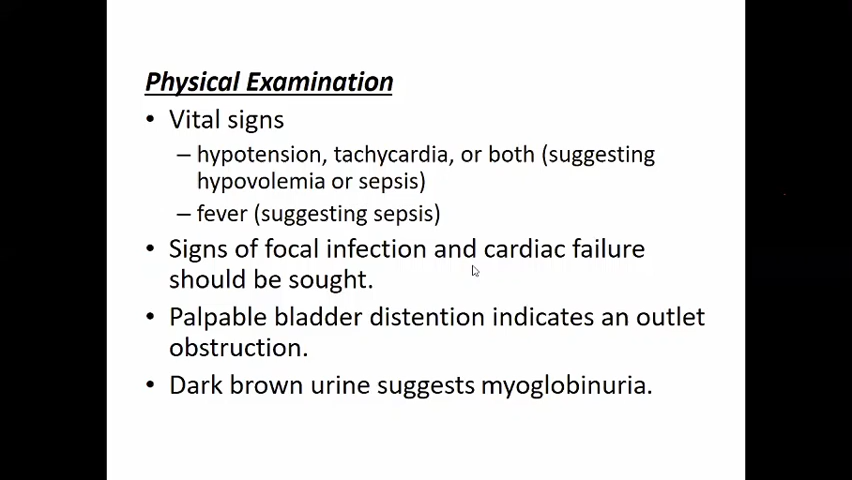 Physical Examination
• Vital signs
– hypotension, tachycardia, or both (suggesting
hypovolemia or sepsis)
– fever (suggesting sepsis)
• Signs of focal infection and cardiac failure
should be sought.
• Palpable bladder distention indicates an outlet
obstruction.
• Dark brown urine suggests myoglobinuria.